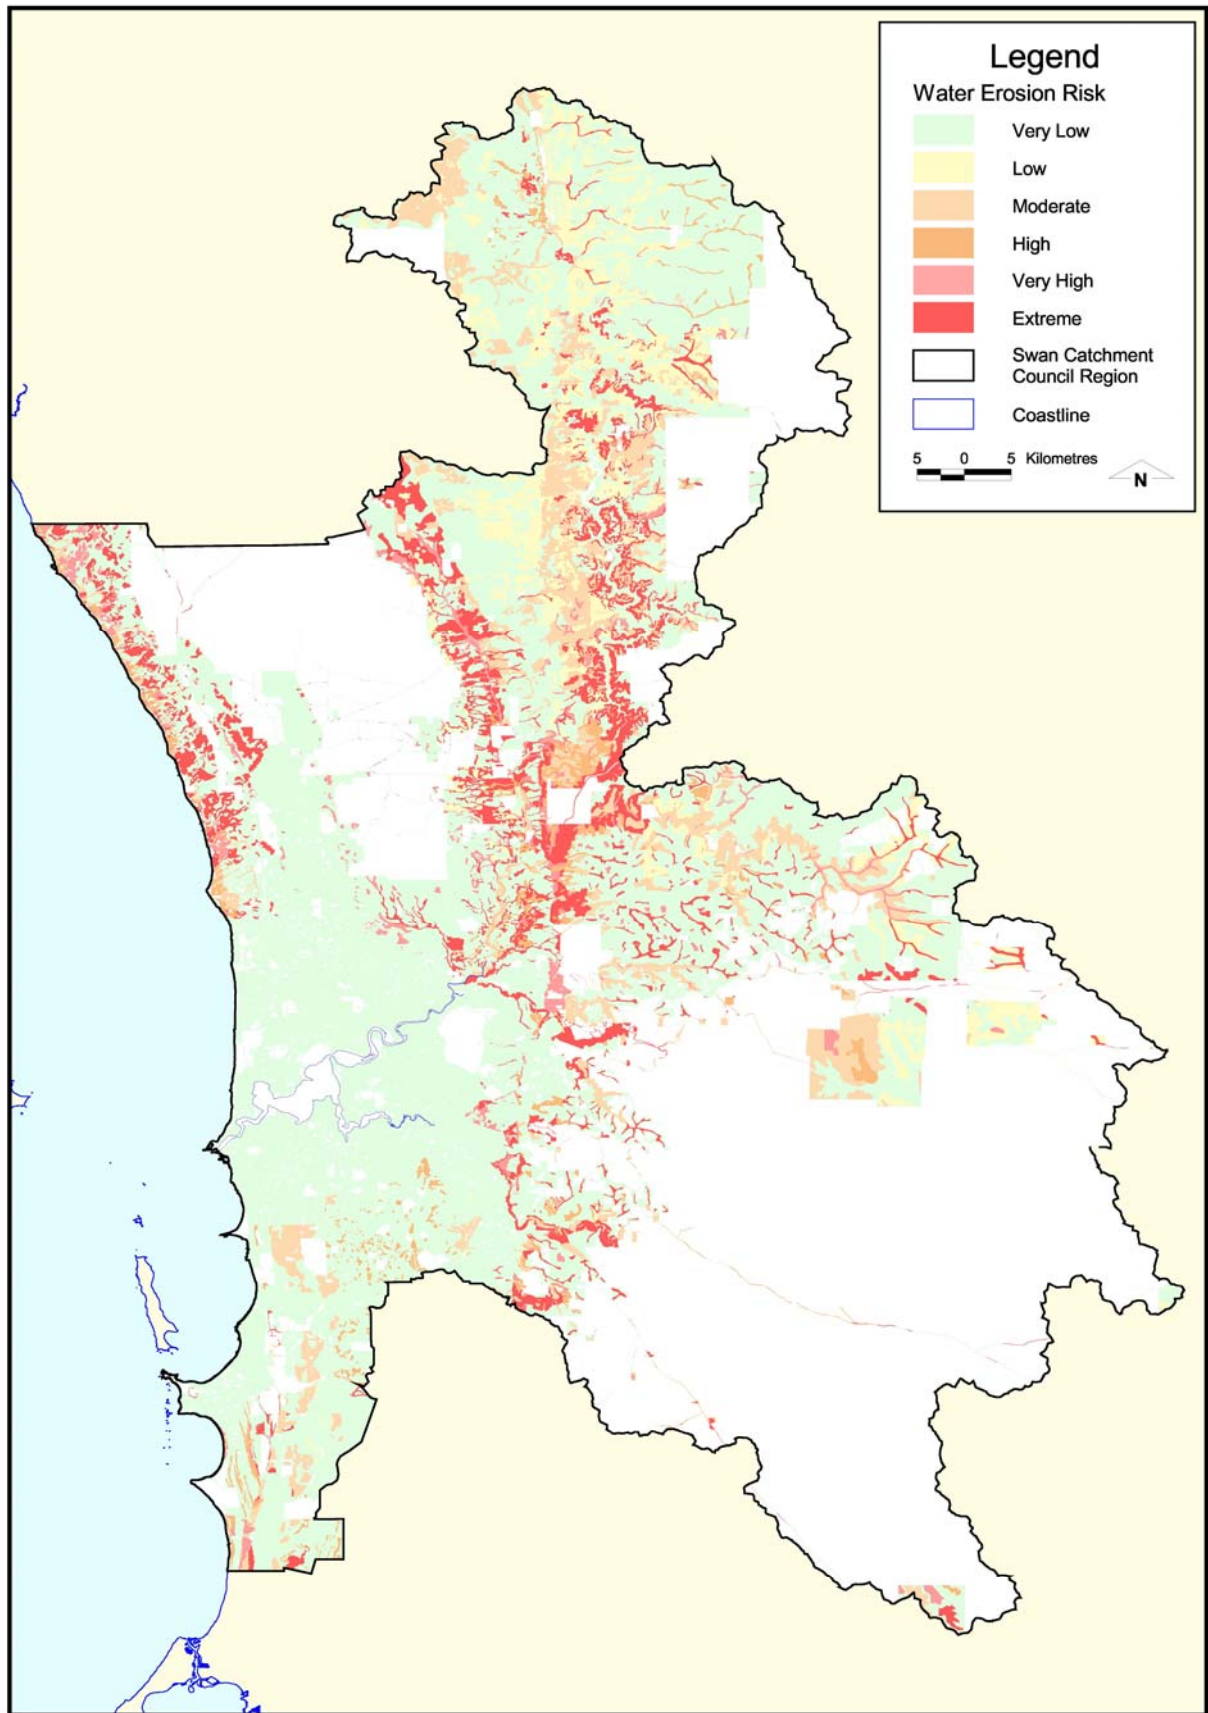 Legend
Water Erosion Risk
Very Low
Low
Moderate
High
Very High
Extreme
Swan Catchment
Council Region
Coastline
5 0 5 Kilometres
N